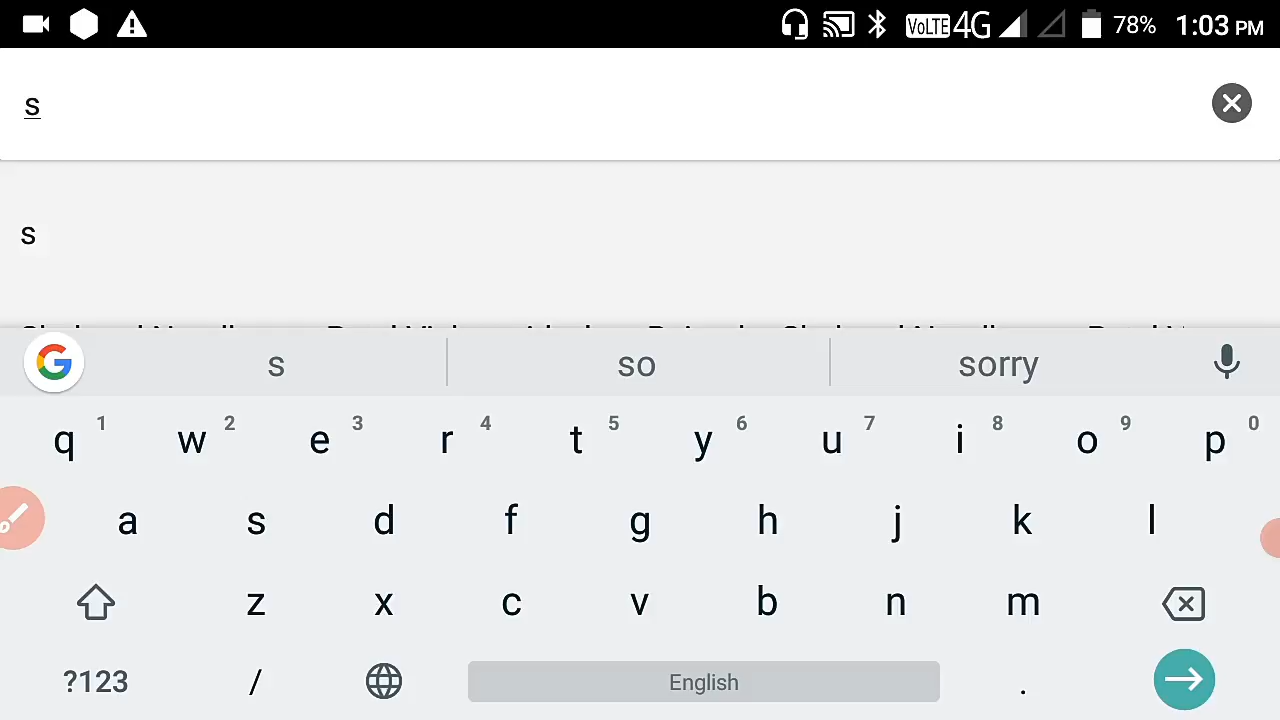 VoLTE 4G 78% 1:03 PM
s
s
s so sorry
q 1 w 2 e 3 r 4 t 5 y 6 u 7 i 8 o 9 p 0
a s d f g h j k l
z x c v b n m
?123 / English .